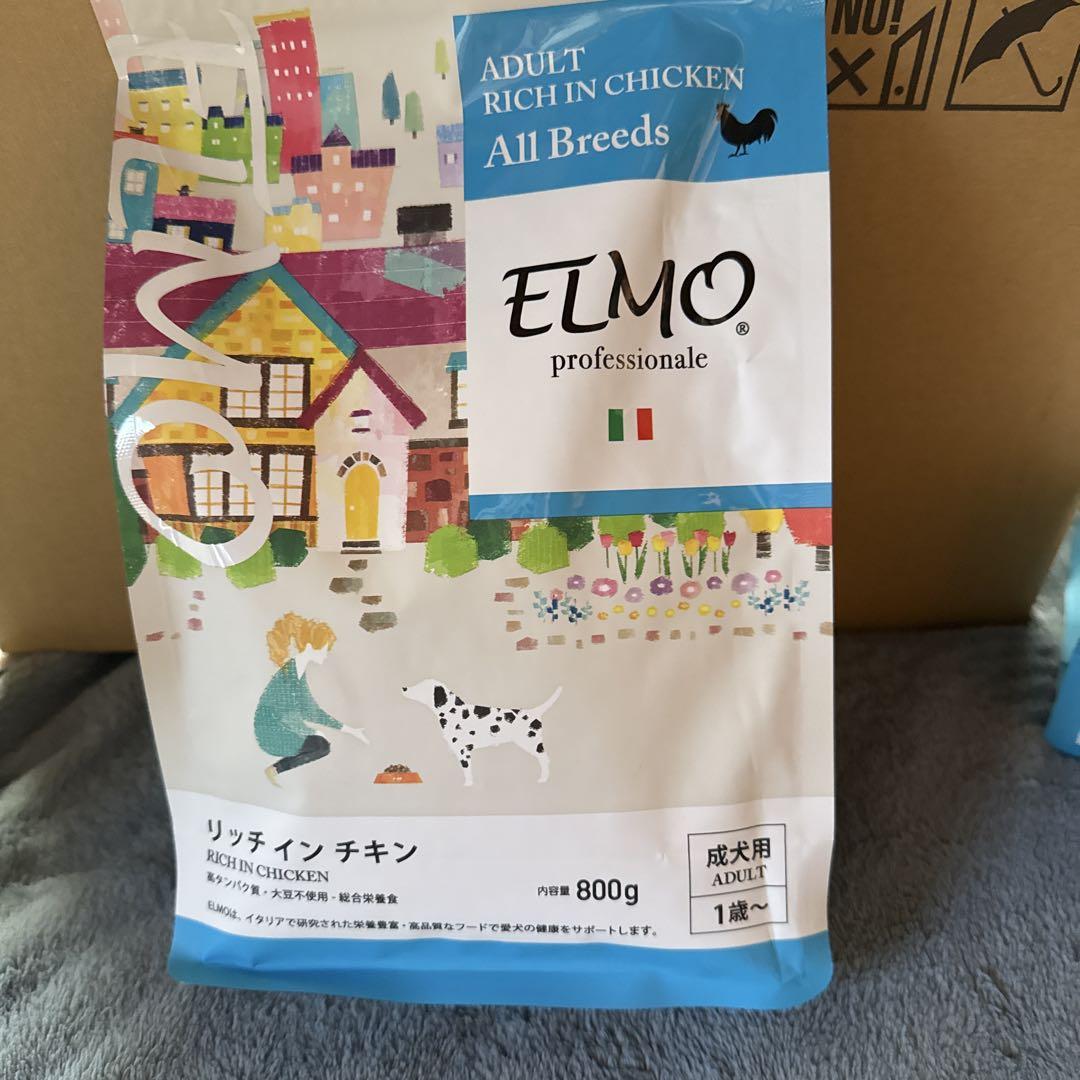 NO!
ADULT
RICH IN CHICKEN
All Breeds
ELMO®
professionale
ELMO
リッチ イン チキン
RICH IN CHICKEN
高タンパク質・大豆不使用 - 総合栄養食
内容量 800g
成犬用
ADULT
1歳～
ELMOは、イタリアで研究された栄養豊富・高品質なフードで愛犬の健康をサポートします。